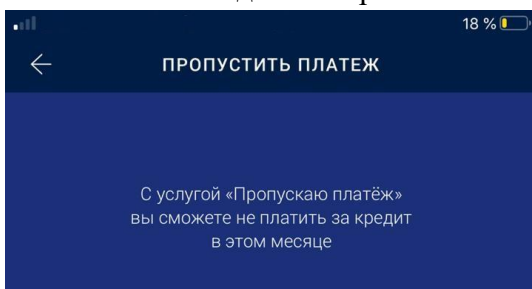 18 %
ПРОПУСТИТЬ ПЛАТЕЖ
С услугой «Пропускаю платёж»
вы сможете не платить за кредит
в этом месяце